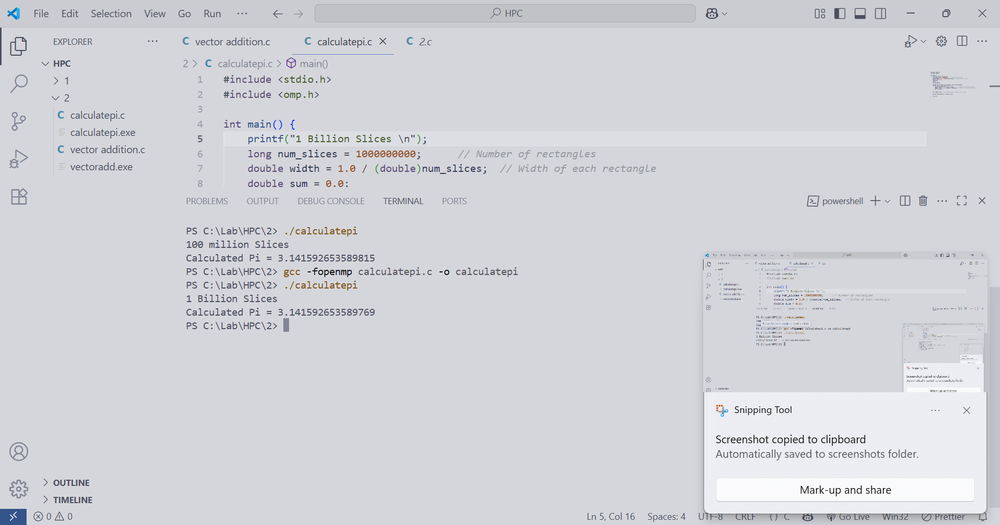 File Edit Selection View Go Run ··· HPC
EXPLORER ···
HPC
1
2
C calculatepi.c
calculatepi.exe
C vector addition.c
vectoradd.exe
OUTLINE
TIMELINE
C vector addition.c C calculatepi.c C 2.c
2 > C calculatepi.c > main()
1 #include <stdio.h>
2 #include <omp.h>
3
4 int main() {
5 printf("1 Billion Slices \n");
6 long num_slices = 1000000000; // Number of rectangles
7 double width = 1.0 / (double)num_slices; // Width of each rectangle
8 double sum = 0.0:
PROBLEMS OUTPUT DEBUG CONSOLE TERMINAL PORTS powershell
PS C:\Lab\HPC\2> ./calculatepi
100 million Slices
Calculated Pi = 3.141592653589815
PS C:\Lab\HPC\2> gcc -fopenmp calculatepi.c -o calculatepi
PS C:\Lab\HPC\2> ./calculatepi
1 Billion Slices
Calculated Pi = 3.141592653589769
PS C:\Lab\HPC\2>
Snipping Tool
Screenshot copied to clipboard
Automatically saved to screenshots folder.
Mark-up and share
0 0 Ln 5, Col 16 Spaces: 4 UTF-8 CRLF {} C Go Live Win32 Prettier